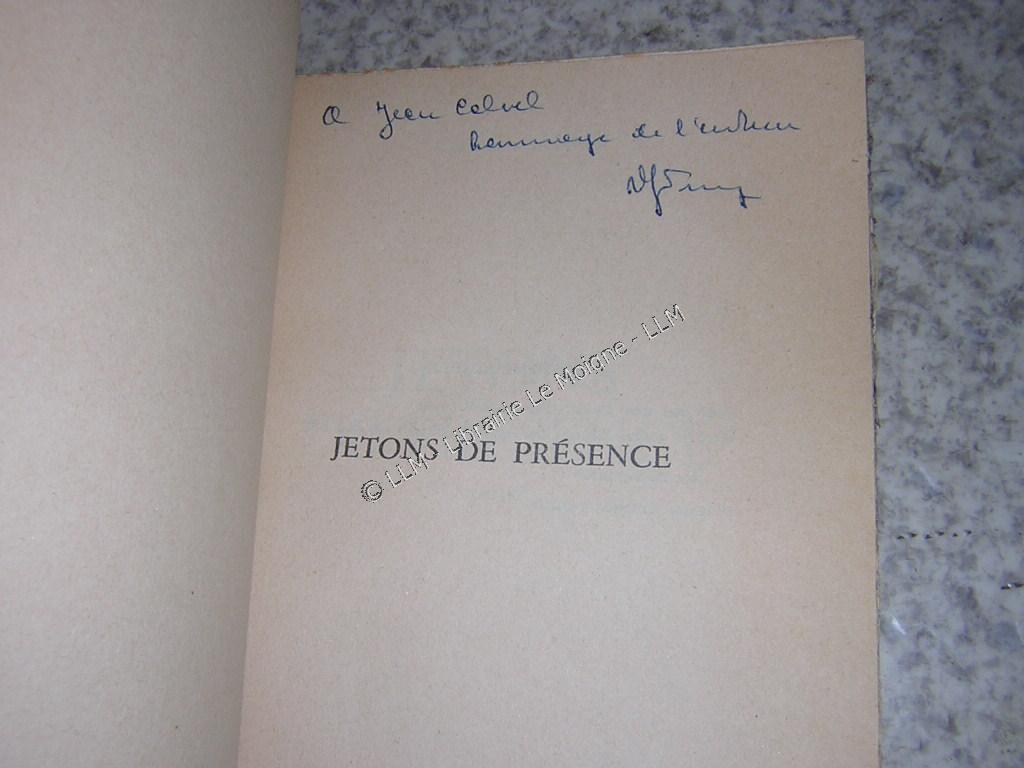 A Jean Calvel
hommage de l'auteur
JETONS DE PRÉSENCE
© LLM - Librairie Le Moigne - LLM